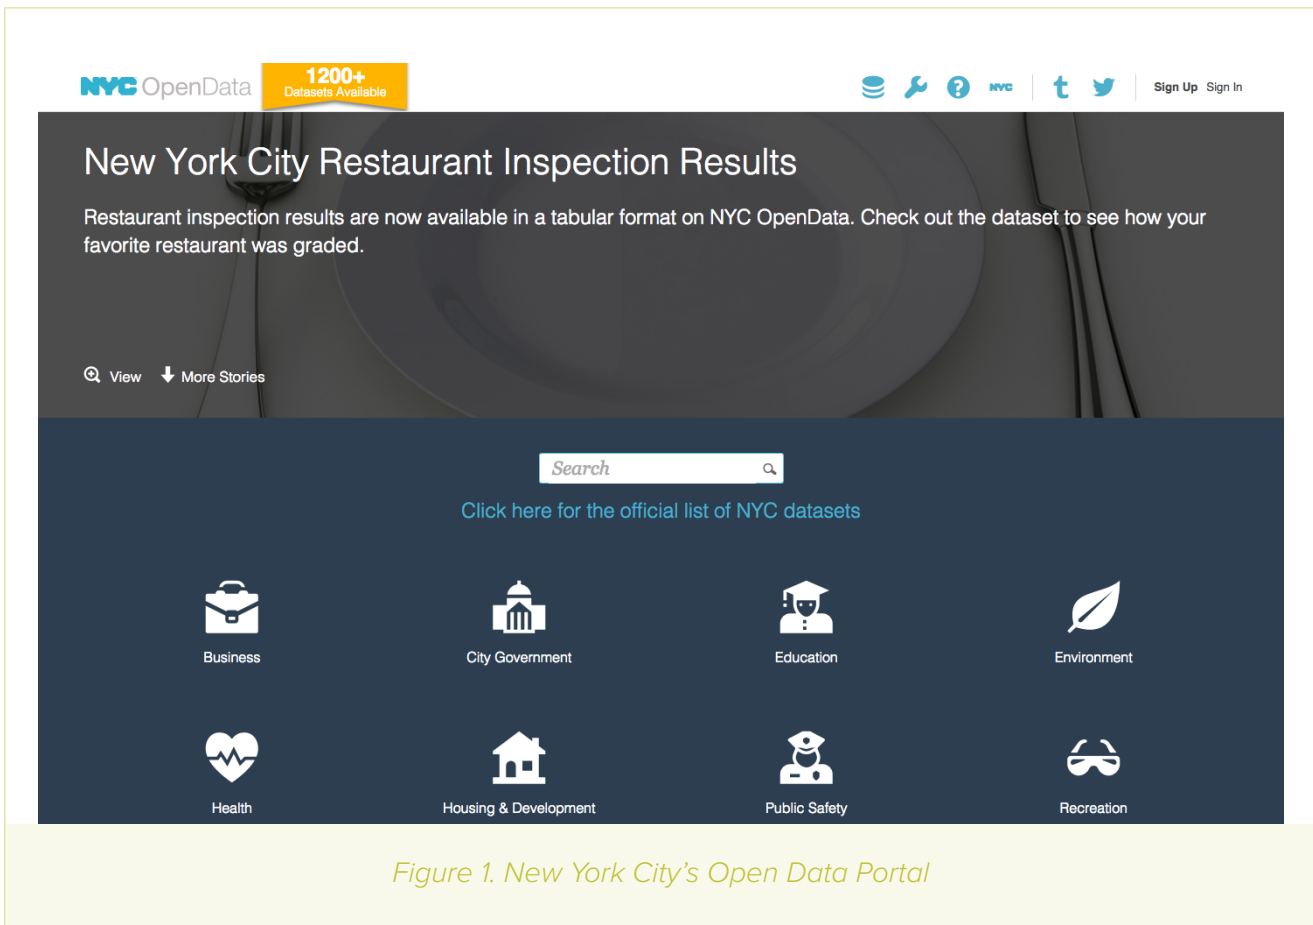 NYC OpenData
1200+
Datasets Available
NYC
t
Sign Up Sign In
New York City Restaurant Inspection Results
Restaurant inspection results are now available in a tabular format on NYC OpenData. Check out the dataset to see how your
favorite restaurant was graded.
View More Stories
Search
Click here for the official list of NYC datasets
Business City Government Education Environment
Health Housing & Development Public Safety Recreation
Figure 1. New York City's Open Data Portal